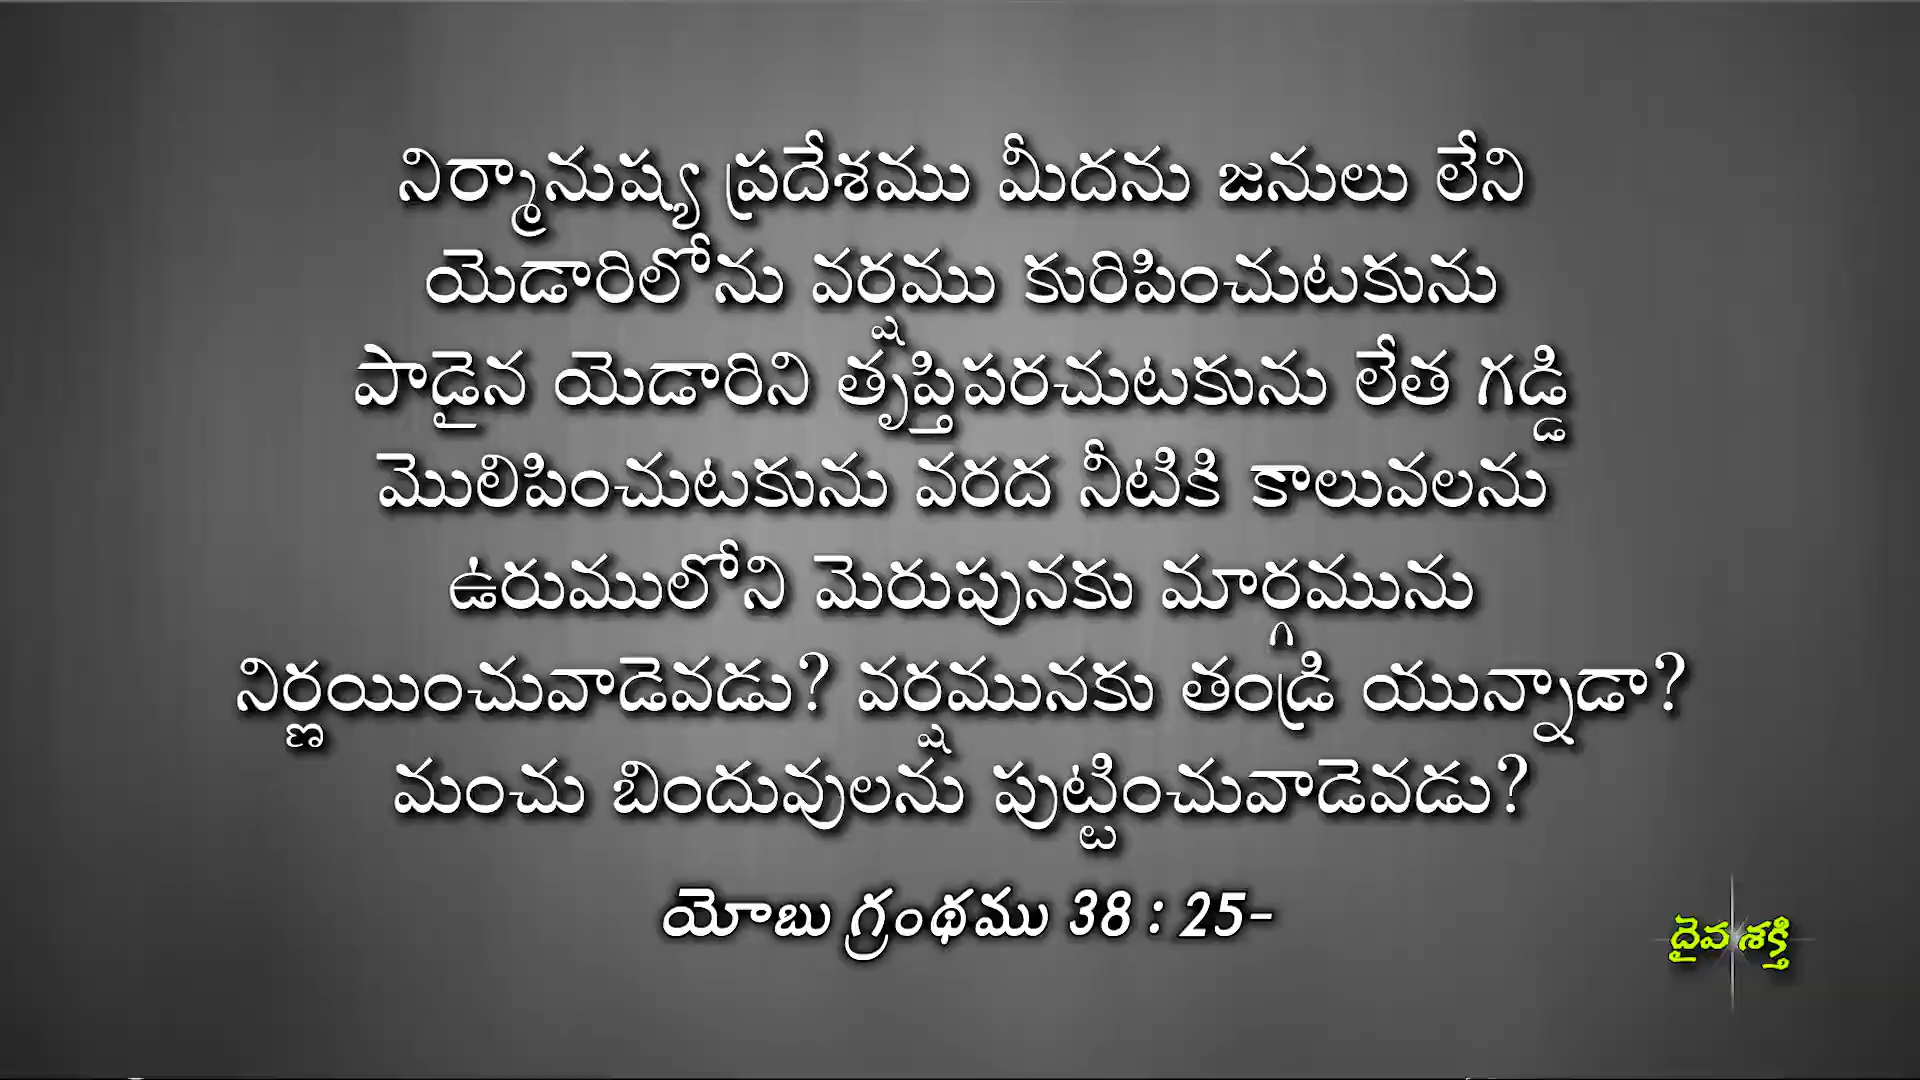 నిర్మానుష్య ప్రదేశము మీదను జనులు లేని
యెడారిలోను వర్షము కురిపించుటకును
పాడైన యెడారిని తృప్తిపరచుటకును లేత గడ్డి
మొలిపించుటకును వరద నీటికి కాలువలను
ఉరుములోని మెరుపునకు మార్గమును
నిర్ణయించువాడెవడు? వర్షమునకు తండ్రి యున్నాడా?
మంచు బిందువులను పుట్టించువాడెవడు?
యోబు గ్రంథము 38 : 25-
దైవ శక్తి